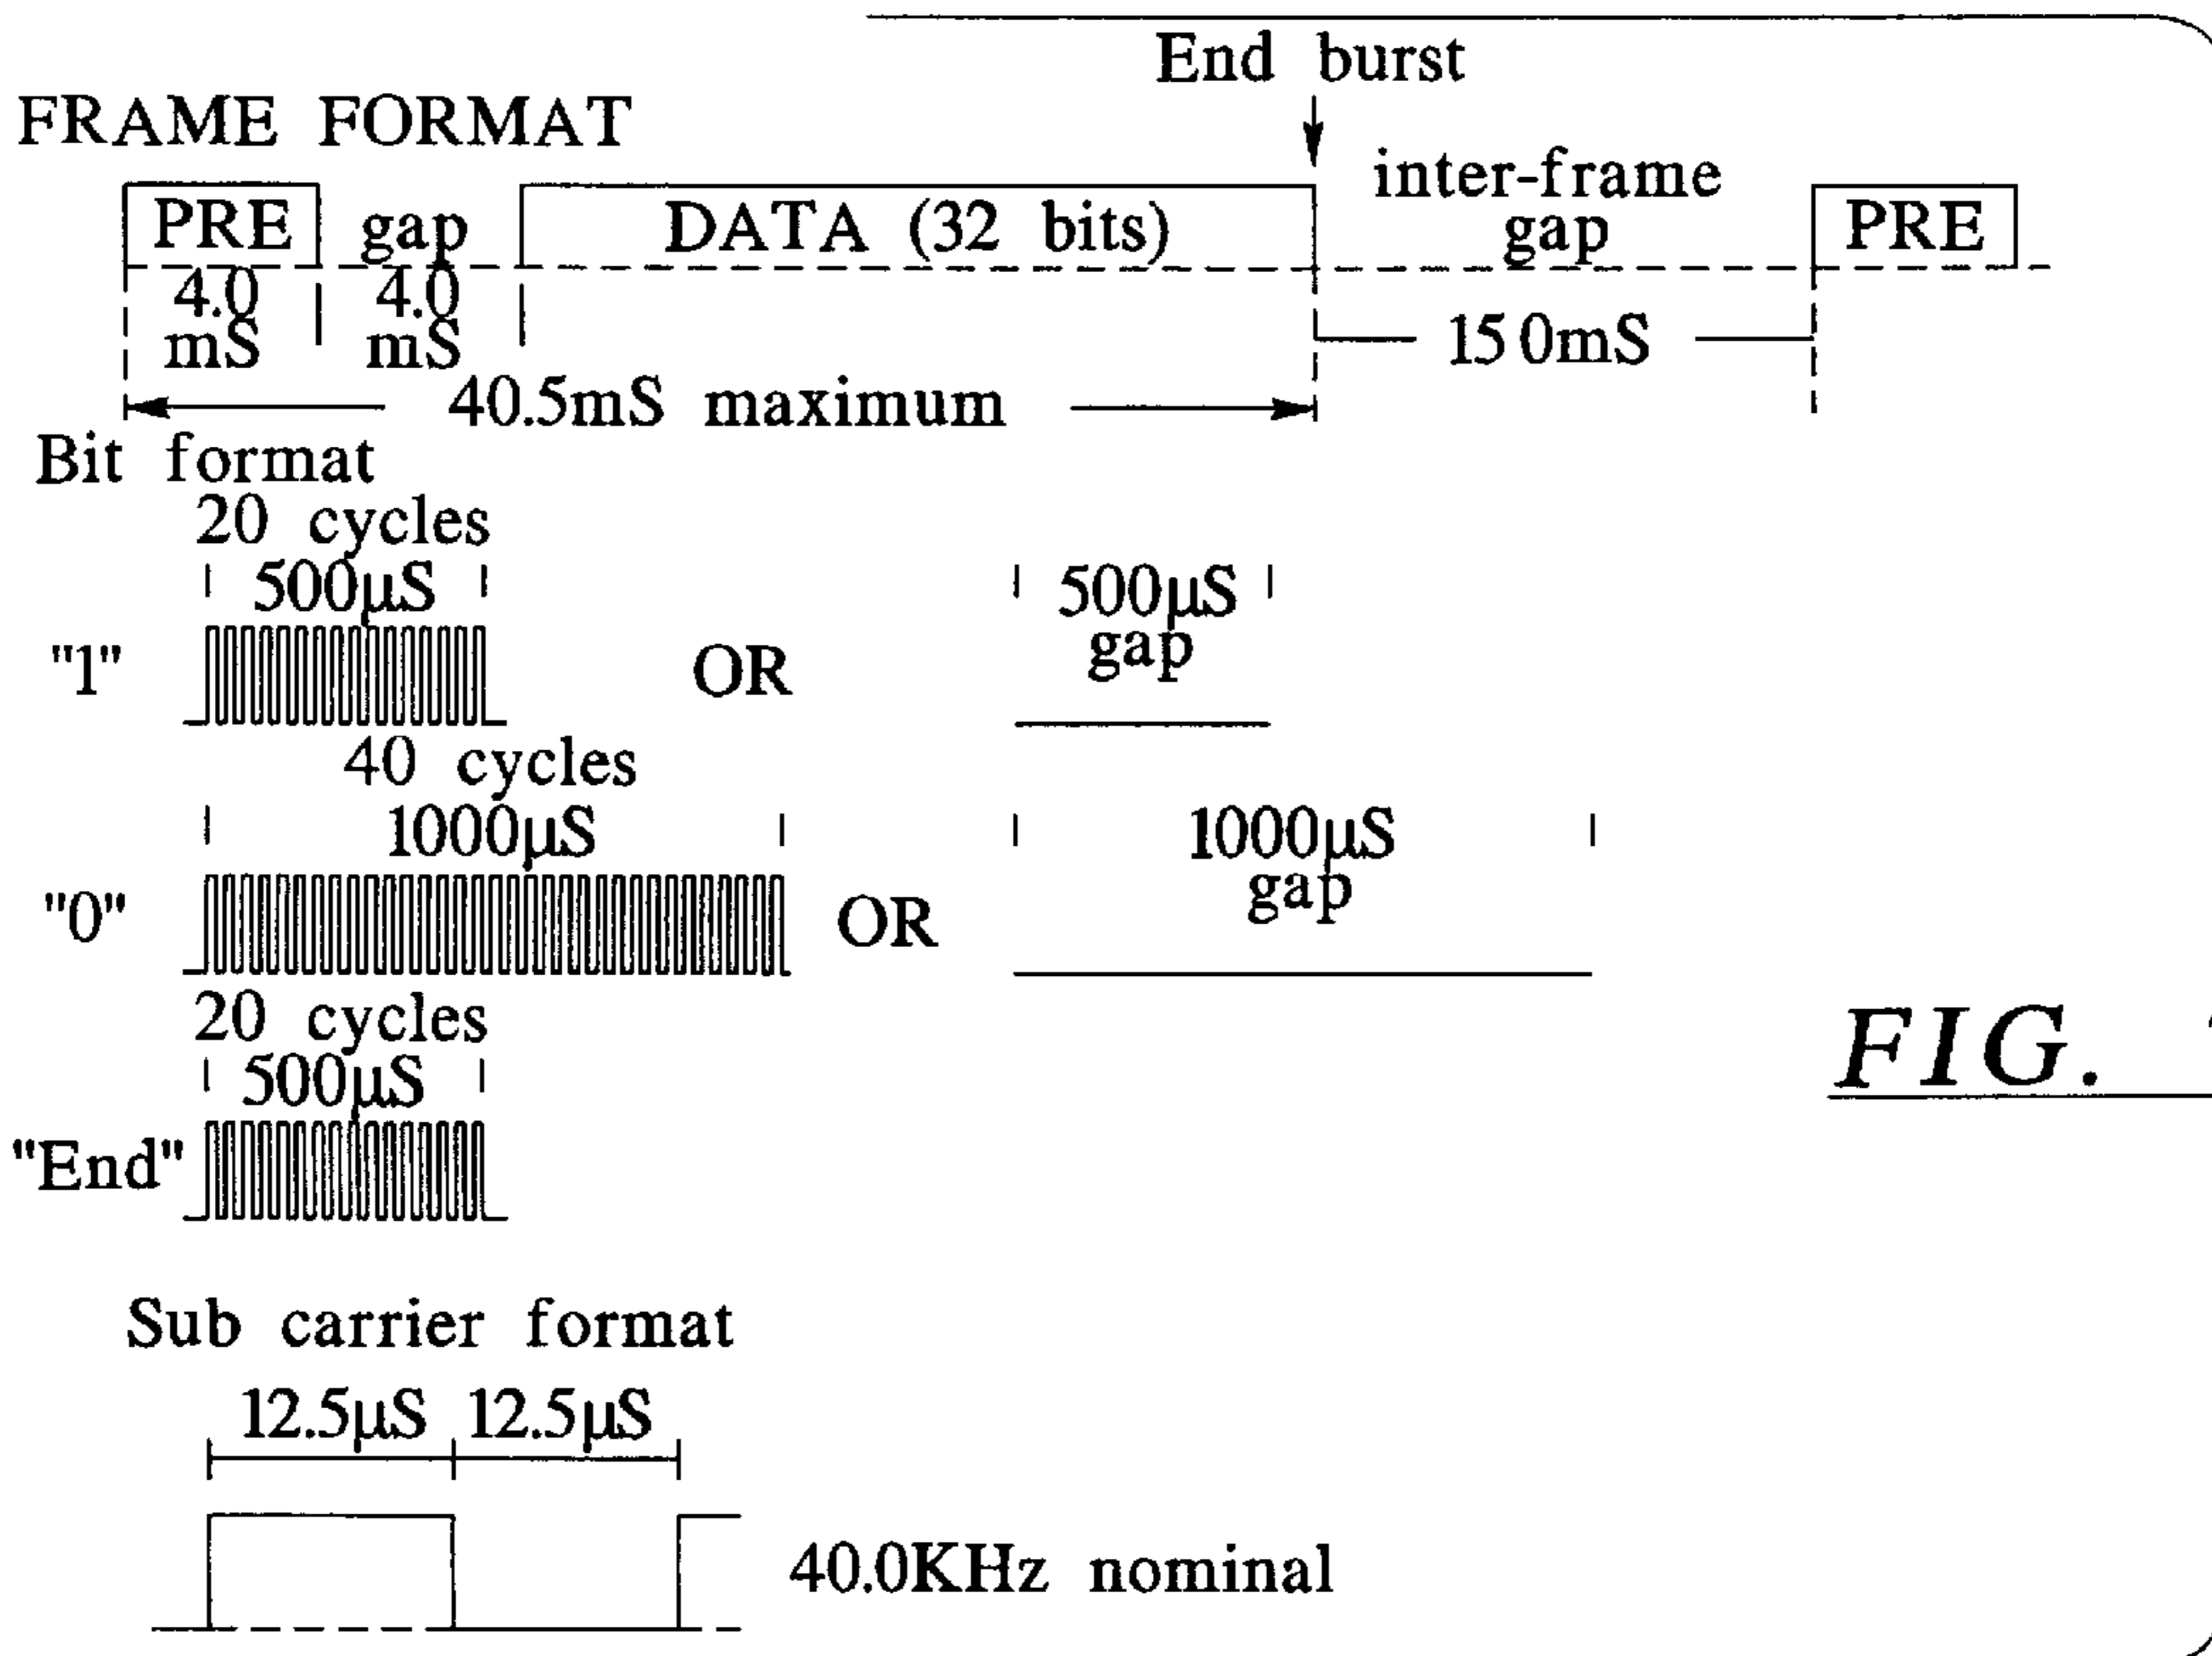 End burst
FRAME FORMAT
inter-frame
gap
PRE
gap
DATA (32 bits)
PRE
4.0
mS
4.0
mS
150mS
40.5mS maximum
Bit format
20 cycles
500µS
500µS
gap
"1"
OR
40 cycles
1000µS
1000µS
gap
"0"
OR
20 cycles
500µS
"End"
FIG.
Sub carrier format
12.5µS 12.5µS
40.0KHz nominal